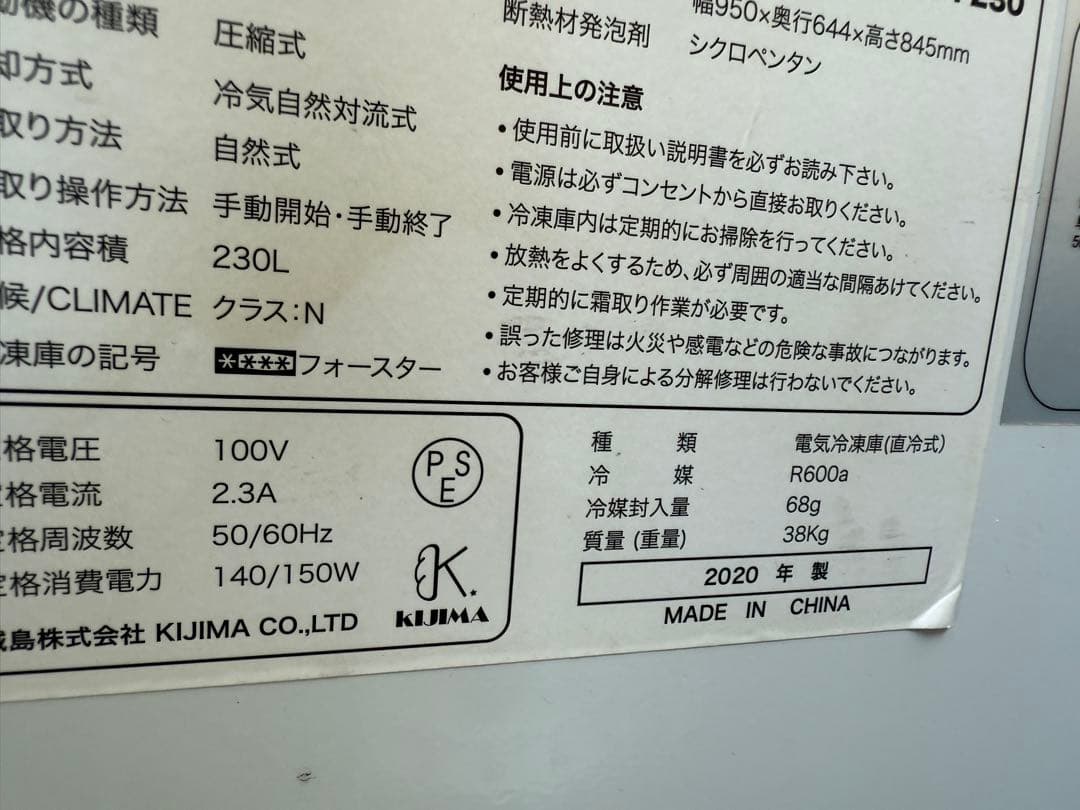 動機の種類 圧縮式
却方式 冷気自然対流式
取り方法 自然式
取り操作方法 手動開始・手動終了
格内容積 230L
候/CLIMATE クラス:N
凍庫の記号 ****フォースター
230
幅950×奥行644×高さ845mm
断熱材発泡剤 シクロペンタン
使用上の注意
•使用前に取扱い説明書を必ずお読み下さい。
•電源は必ずコンセントから直接お取りください。
•冷凍庫内は定期的にお掃除を行ってください。
•放熱をよくするため、必ず周囲の適当な間隔あけてください。
•定期的に霜取り作業が必要です。
•誤った修理は火災や感電などの危険な事故につながります。
•お客様ご自身による分解修理は行わないでください。
格電圧 100V
格電流 2.3A
定格周波数 50/60Hz
定格消費電力 140/150W
PSE
K
KIJIMA
島株式会社 KIJIMA CO.,LTD
種類 電気冷凍庫(直冷式)
冷媒 R600a
冷媒封入量 68g
質量 (重量) 38Kg
2020 年 製
MADE IN CHINA